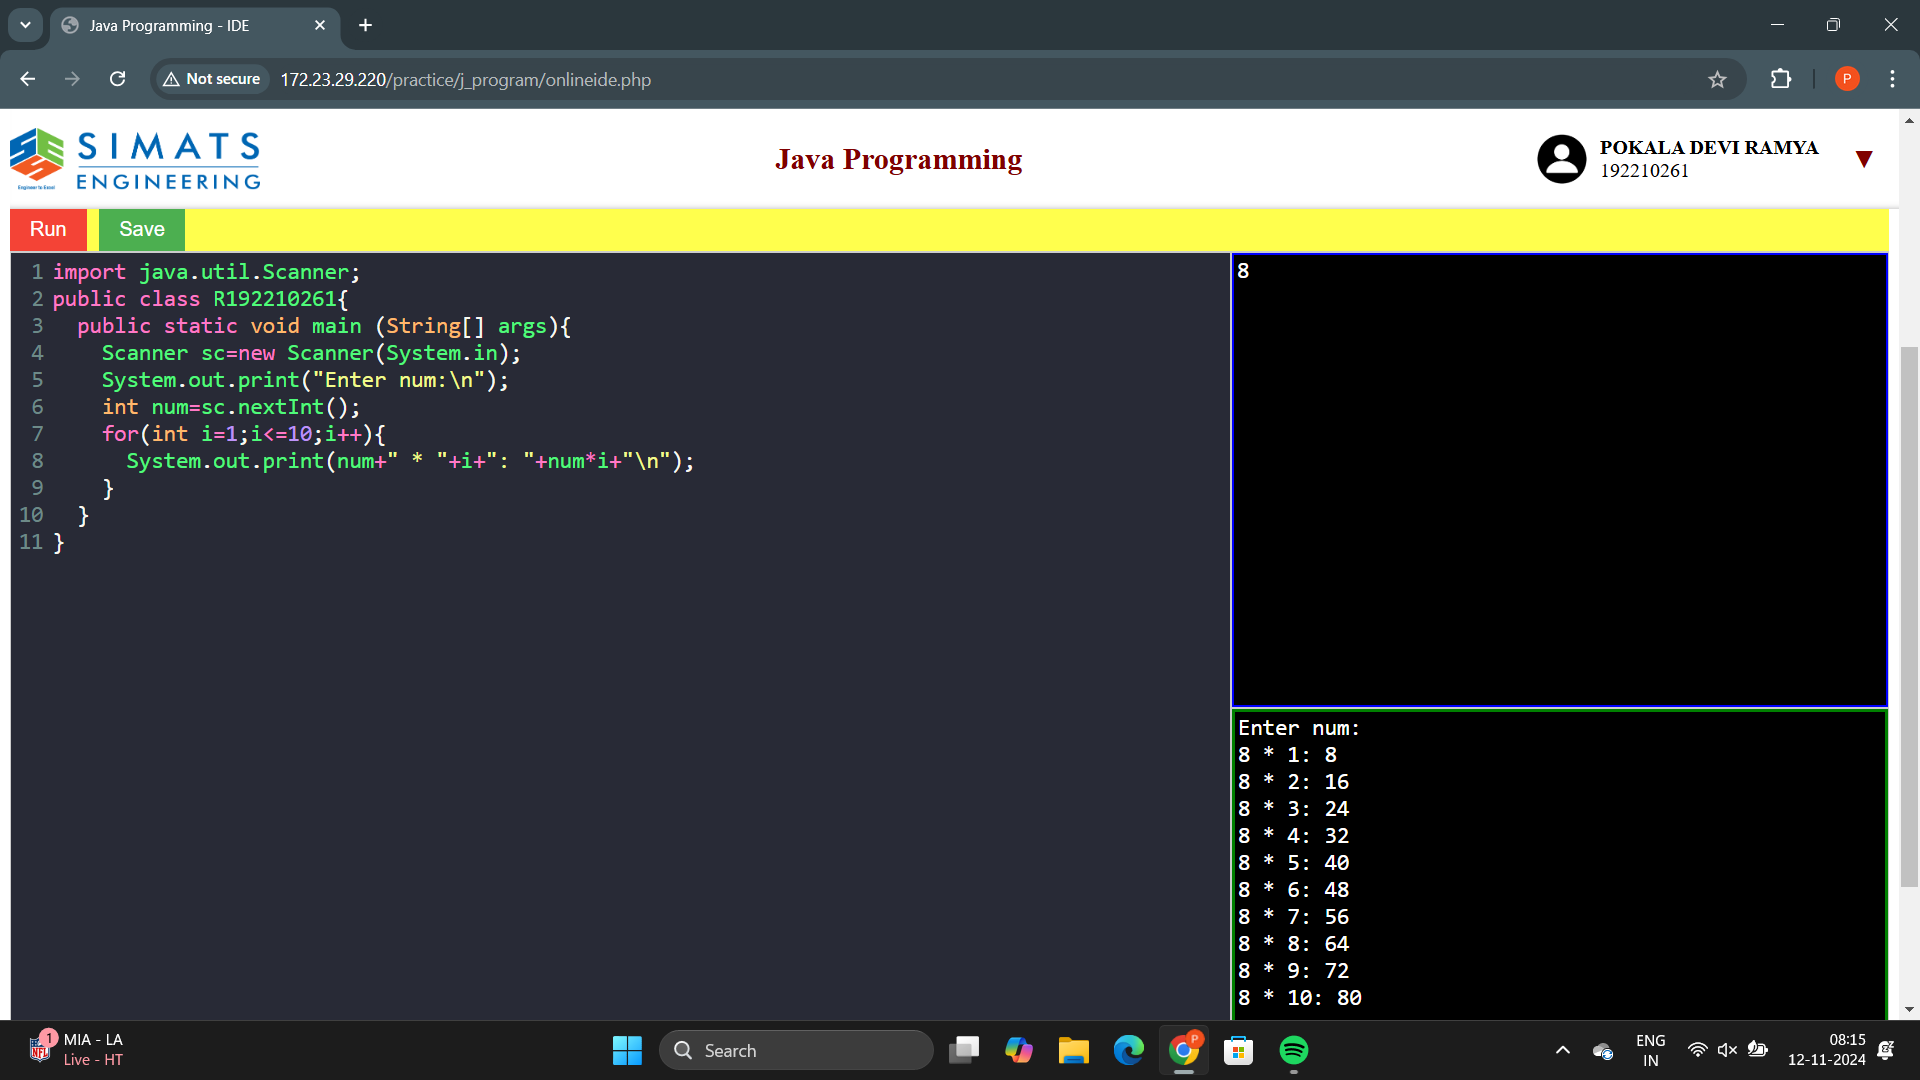 Java Programming - IDE
Not secure
172.23.29.220/practice/j_program/onlineide.php
P
SIMATS
ENGINEERING
Engineer to Excel
Java Programming
POKALA DEVI RAMYA
192210261
Run
Save
1 import java.util.Scanner;
2 public class R192210261{
3   public static void main (String[] args){
4     Scanner sc=new Scanner(System.in);
5     System.out.print("Enter num:\n");
6     int num=sc.nextInt();
7     for(int i=1;i<=10;i++){
8       System.out.print(num+" * "+i+": "+num*i+"\n");
9     }
10   }
11 }
8
Enter num:
8 * 1: 8
8 * 2: 16
8 * 3: 24
8 * 4: 32
8 * 5: 40
8 * 6: 48
8 * 7: 56
8 * 8: 64
8 * 9: 72
8 * 10: 80
1
NFL
MIA - LA
Live - HT
Search
P
ENG
IN
08:15
12-11-2024